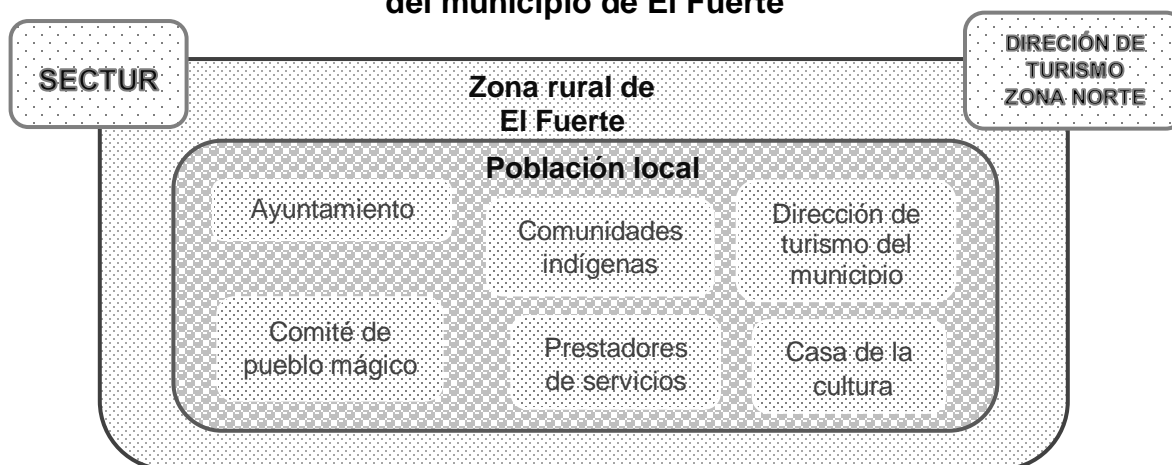 del municipio de El Fuerte
SECTUR
DIRECIÓN DE
TURISMO
ZONA NORTE
Zona rural de
El Fuerte
Población local
Ayuntamiento
Comunidades
indígenas
Dirección de
turismo del
municipio
Comité de
pueblo mágico
Prestadores
de servicios
Casa de la
cultura